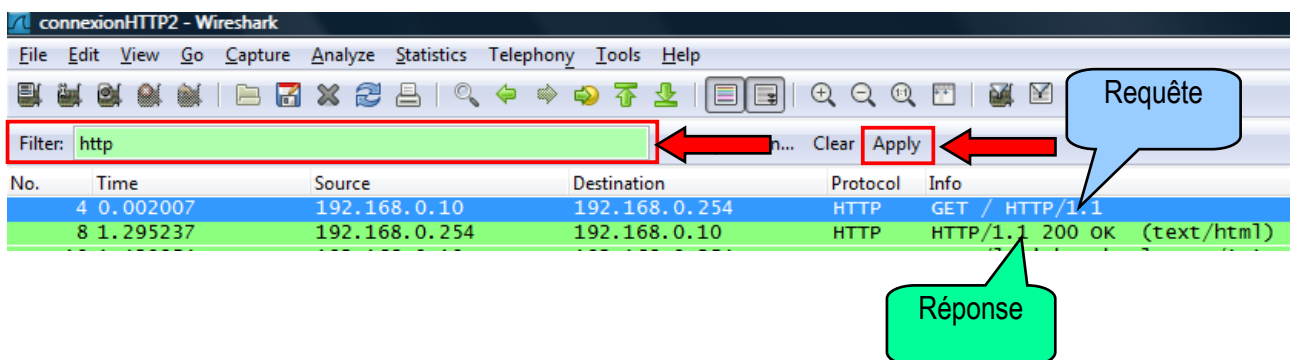 connexionHTTP2 - Wireshark
File Edit View Go Capture Analyze Statistics Telephony Tools Help
Requête
Filter: http n... Clear Apply
No. Time Source Destination Protocol Info
4 0.002007 192.168.0.10 192.168.0.254 HTTP GET / HTTP/1.1
8 1.295237 192.168.0.254 192.168.0.10 HTTP HTTP/1.1 200 OK (text/html)
Réponse